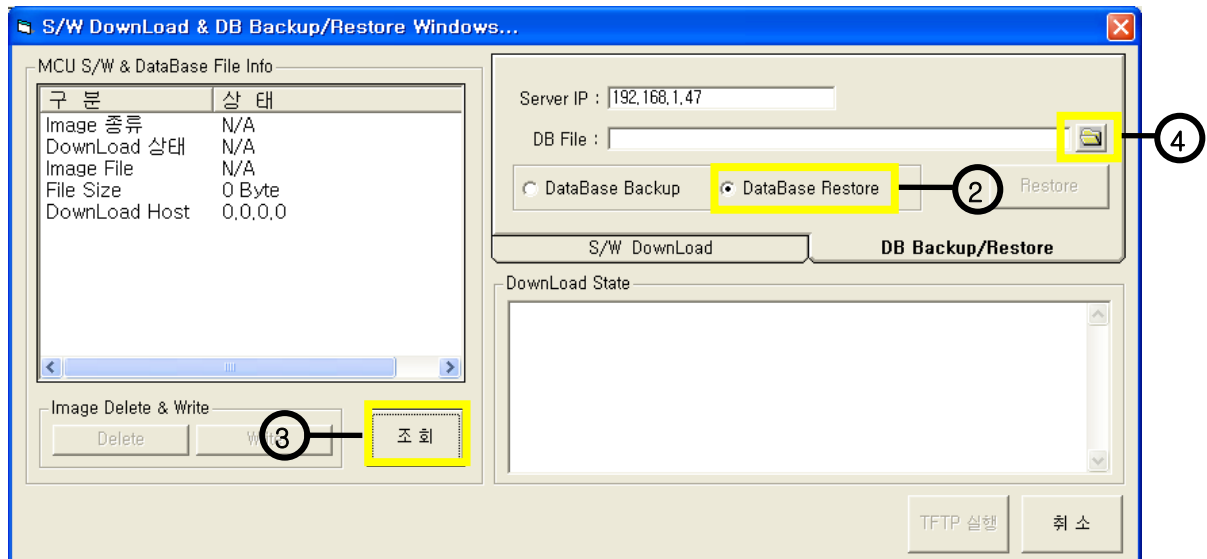 S/W DownLoad & DB Backup/Restore Windows...
MCU S/W & DataBase File Info
구 분 상 태
Image 종류 N/A
DownLoad 상태 N/A
Image File N/A
File Size 0 Byte
DownLoad Host 0,0,0,0
Image Delete & Write
Delete
3
조 회
Server IP : 192,168,1,47
DB File :
4
DataBase Backup
DataBase Restore
2
Restore
S/W DownLoad
DB Backup/Restore
DownLoad State
TFTP 실행
취 소